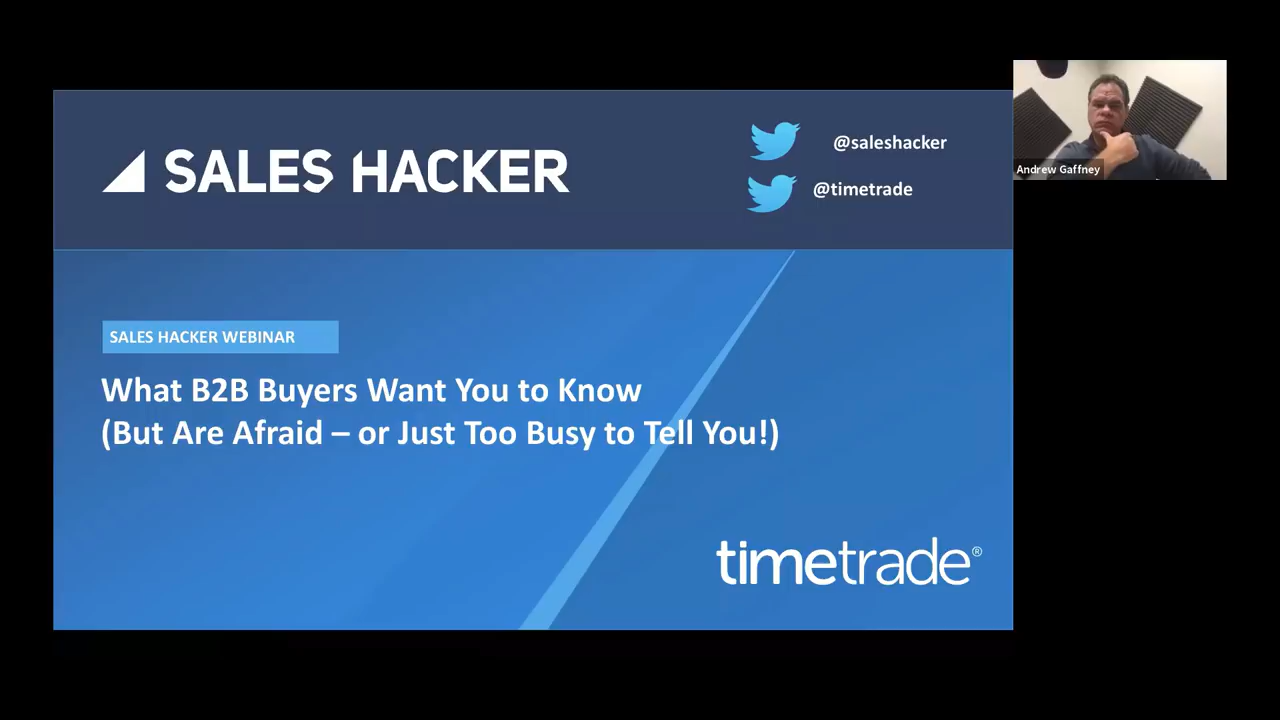 SALES HACKER
@saleshacker
@timetrade
Andrew Gaffney
SALES HACKER WEBINAR
What B2B Buyers Want You to Know
(But Are Afraid – or Just Too Busy to Tell You!)
timetrade®